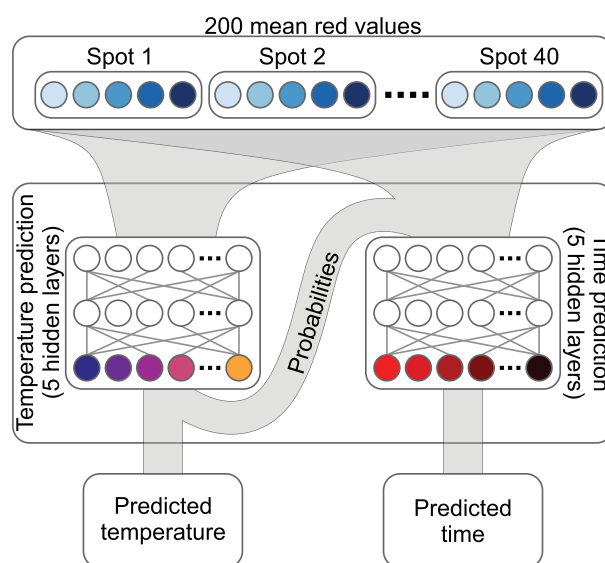 200 mean red values
Spot 1
Spot 2
Spot 40
Temperature prediction
(5 hidden layers)
Probabilities
Time prediction
(5 hidden layers)
Predicted
temperature
Predicted
time